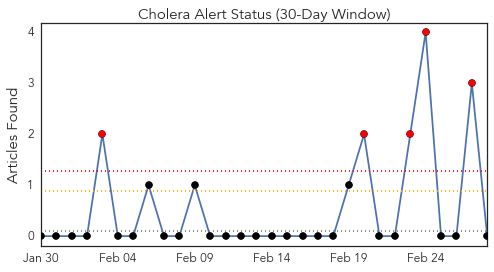 Cholera Alert Status (30-Day Window)
Articles Found
4
3
2
1
0
Jan 30 Feb 04 Feb 09 Feb 14 Feb 19 Feb 24